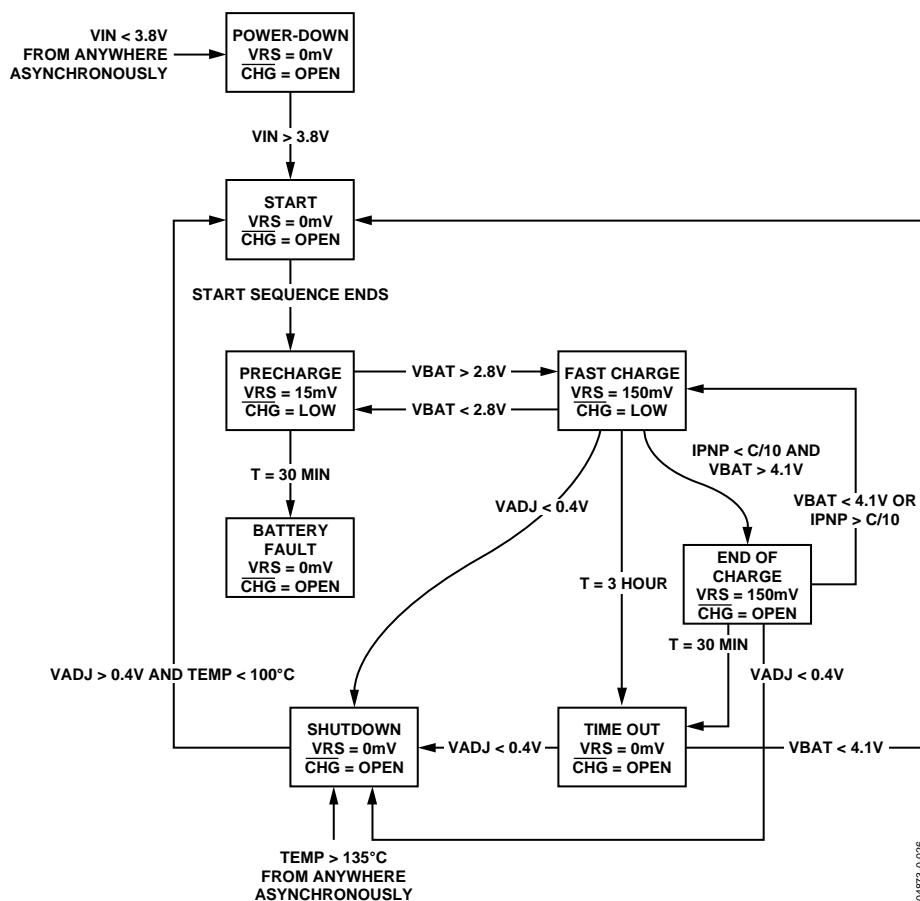 VIN < 3.8V
FROM ANYWHERE
ASYNCHRONOUSLY
POWER-DOWN
VRS = 0mV
CHG = OPEN
VIN > 3.8V
START
VRS = 0mV
CHG = OPEN
START SEQUENCE ENDS
PRECHARGE
VRS = 15mV
CHG = LOW
VBAT > 2.8V
VBAT < 2.8V
FAST CHARGE
VRS = 150mV
CHG = LOW
T = 30 MIN
BATTERY
FAULT
VRS = 0mV
CHG = OPEN
VADJ < 0.4V
T = 3 HOUR
IPNP < C/10 AND
VBAT > 4.1V
VBAT < 4.1V OR
IPNP > C/10
END OF
CHARGE
VRS = 150mV
CHG = OPEN
T = 30 MIN
VADJ < 0.4V
VADJ > 0.4V AND TEMP < 100°C
SHUTDOWN
VRS = 0mV
CHG = OPEN
VADJ < 0.4V
TIME OUT
VRS = 0mV
CHG = OPEN
VBAT < 4.1V
TEMP > 135°C
FROM ANYWHERE
ASYNCHRONOUSLY